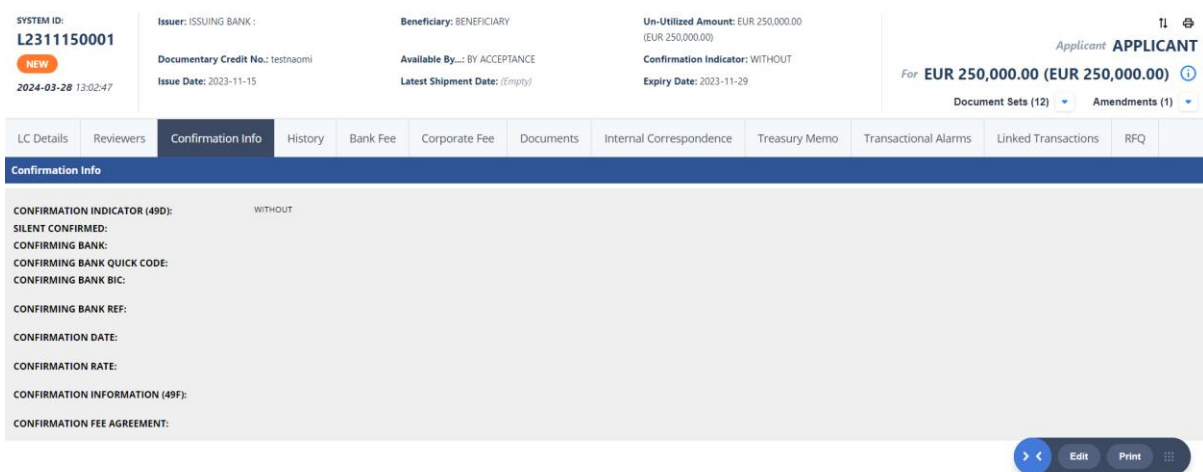 SYSTEM ID:
L2311150001
NEW
2024-03-28 13:02:47
Issuer: ISSUING BANK :
Documentary Credit No.: testnaomi
Issue Date: 2023-11-15
Beneficiary: BENEFICIARY
Available By...: BY ACCEPTANCE
Latest Shipment Date: (Empty)
Un-Utilized Amount: EUR 250,000.00
(EUR 250,000.00)
Confirmation Indicator: WITHOUT
Expiry Date: 2023-11-29
Applicant APPLICANT
For EUR 250,000.00 (EUR 250,000.00)
Document Sets (12) Amendments (1)
LC Details Reviewers Confirmation Info History Bank Fee Corporate Fee Documents Internal Correspondence Treasury Memo Transactional Alarms Linked Transactions RFQ
Confirmation Info
CONFIRMATION INDICATOR (49D): WITHOUT
SILENT CONFIRMED:
CONFIRMING BANK:
CONFIRMING BANK QUICK CODE:
CONFIRMING BANK BIC:
CONFIRMING BANK REF:
CONFIRMATION DATE:
CONFIRMATION RATE:
CONFIRMATION INFORMATION (49F):
CONFIRMATION FEE AGREEMENT:
Edit Print